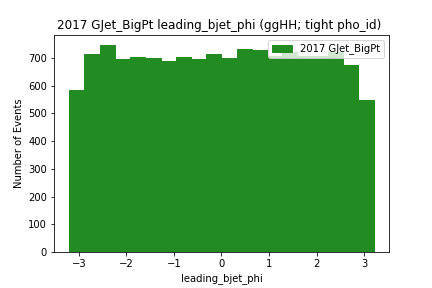 2017 GJet_BigPt leading_bjet_phi (ggHH; tight pho_id)
2017 GJet_BigPt
Number of Events
700
600
500
400
300
200
100
0
−3 −2 −1 0 1 2 3
leading_bjet_phi